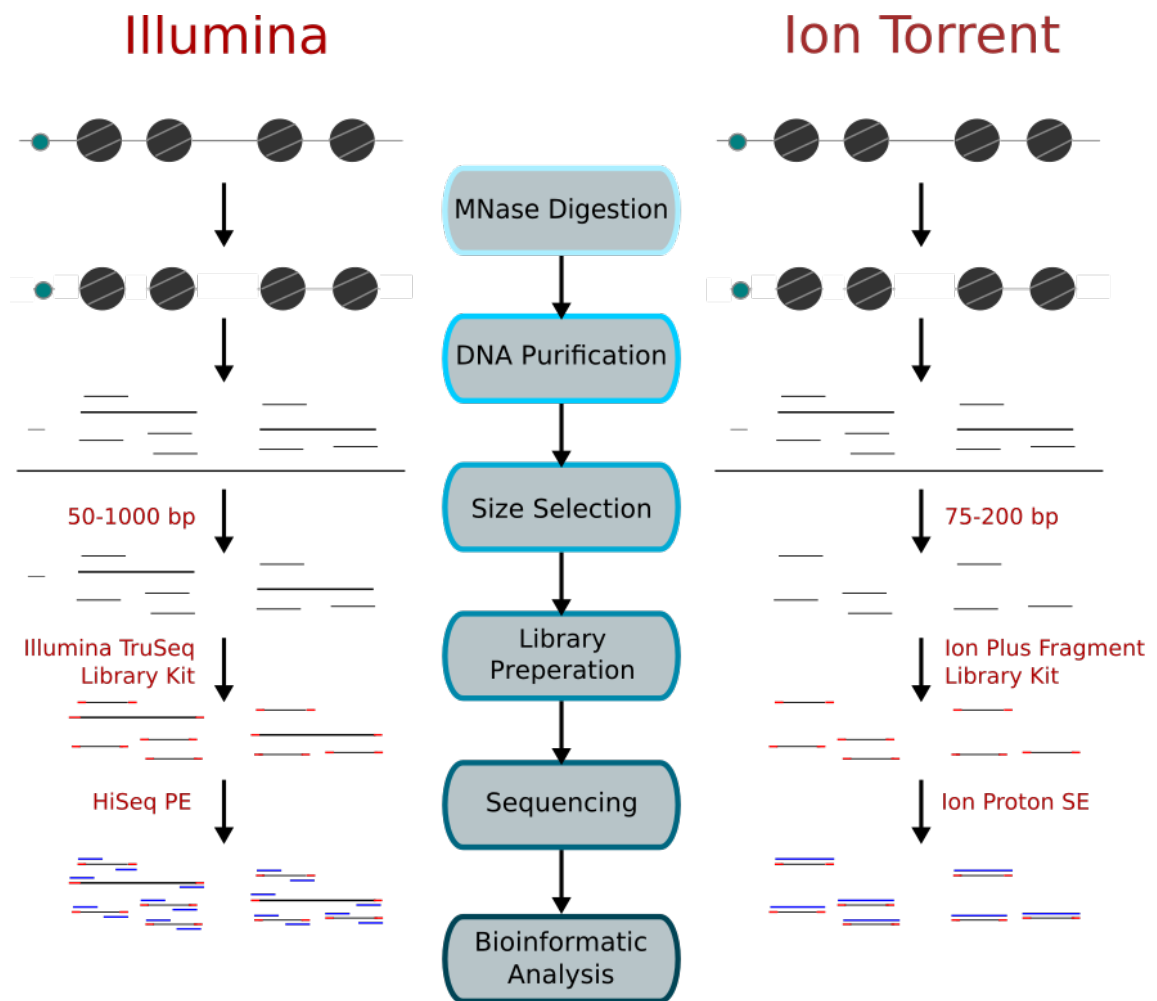 Illumina
Ion Torrent
MNase Digestion
DNA Purification
Size Selection
50-1000 bp
75-200 bp
Library
Preperation
Illumina TruSeq
Library Kit
Ion Plus Fragment
Library Kit
Sequencing
HiSeq PE
Ion Proton SE
Bioinformatic
Analysis